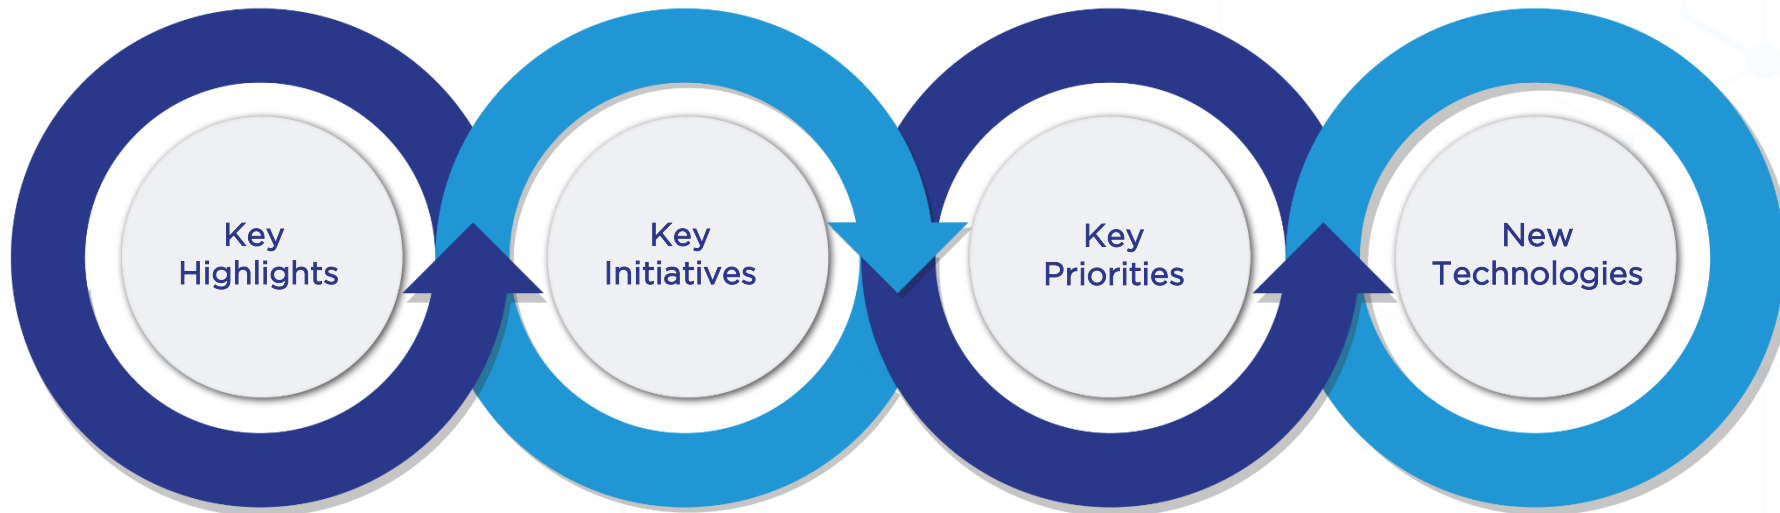 Key
Highlights
Key
Initiatives
Key
Priorities
New
Technologies